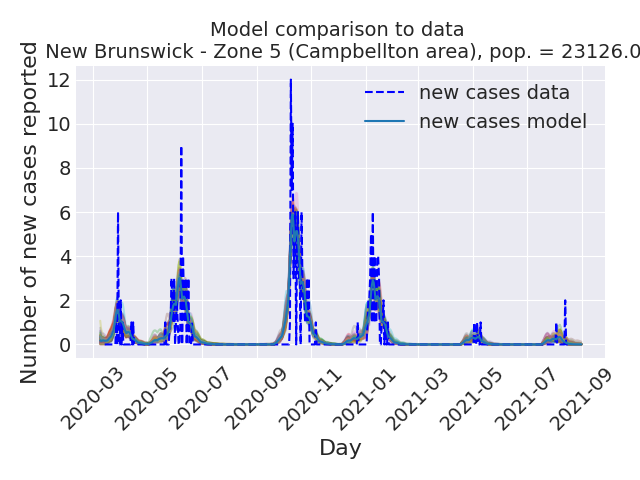 Model comparison to data
New Brunswick - Zone 5 (Campbellton area), pop. = 23126.0
Number of new cases reported
12
10
8
6
4
2
0
new cases data
new cases model
2020-03
2020-05
2020-07
2020-09
2020-11
2021-01
2021-03
2021-05
2021-07
2021-09
Day